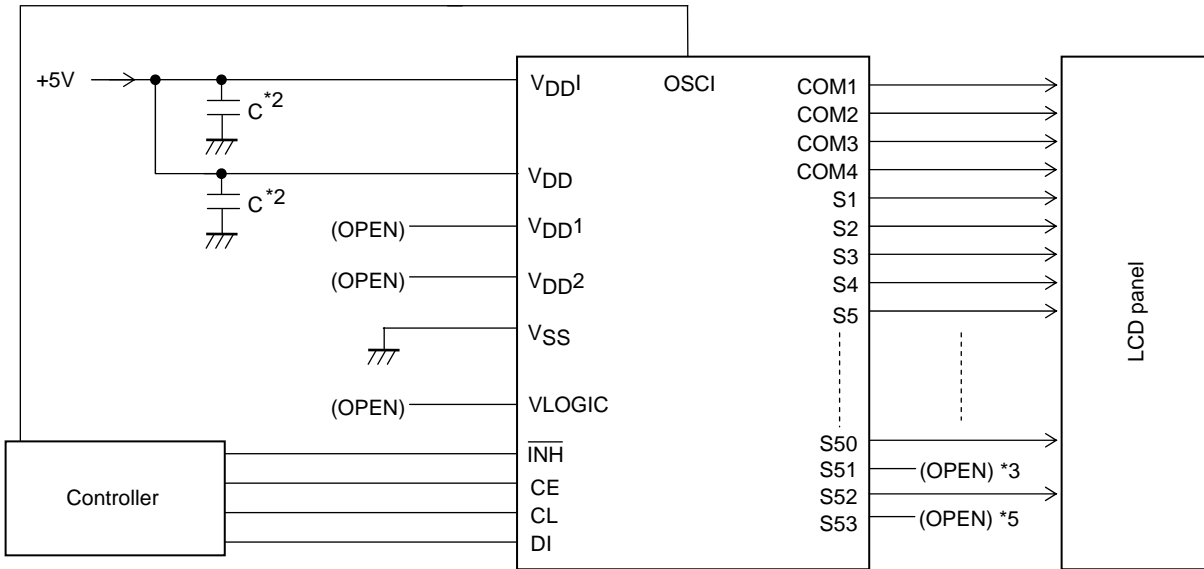 +5V
C*2
C*2
(OPEN)
(OPEN)
(OPEN)
Controller
VDDI
OSCI
VDD
VDD1
VDD2
VSS
VLOGIC
INH
CE
CL
DI
COM1
COM2
COM3
COM4
S1
S2
S3
S4
S5
S50
S51
S52
S53
(OPEN) *3
(OPEN) *5
LCD panel